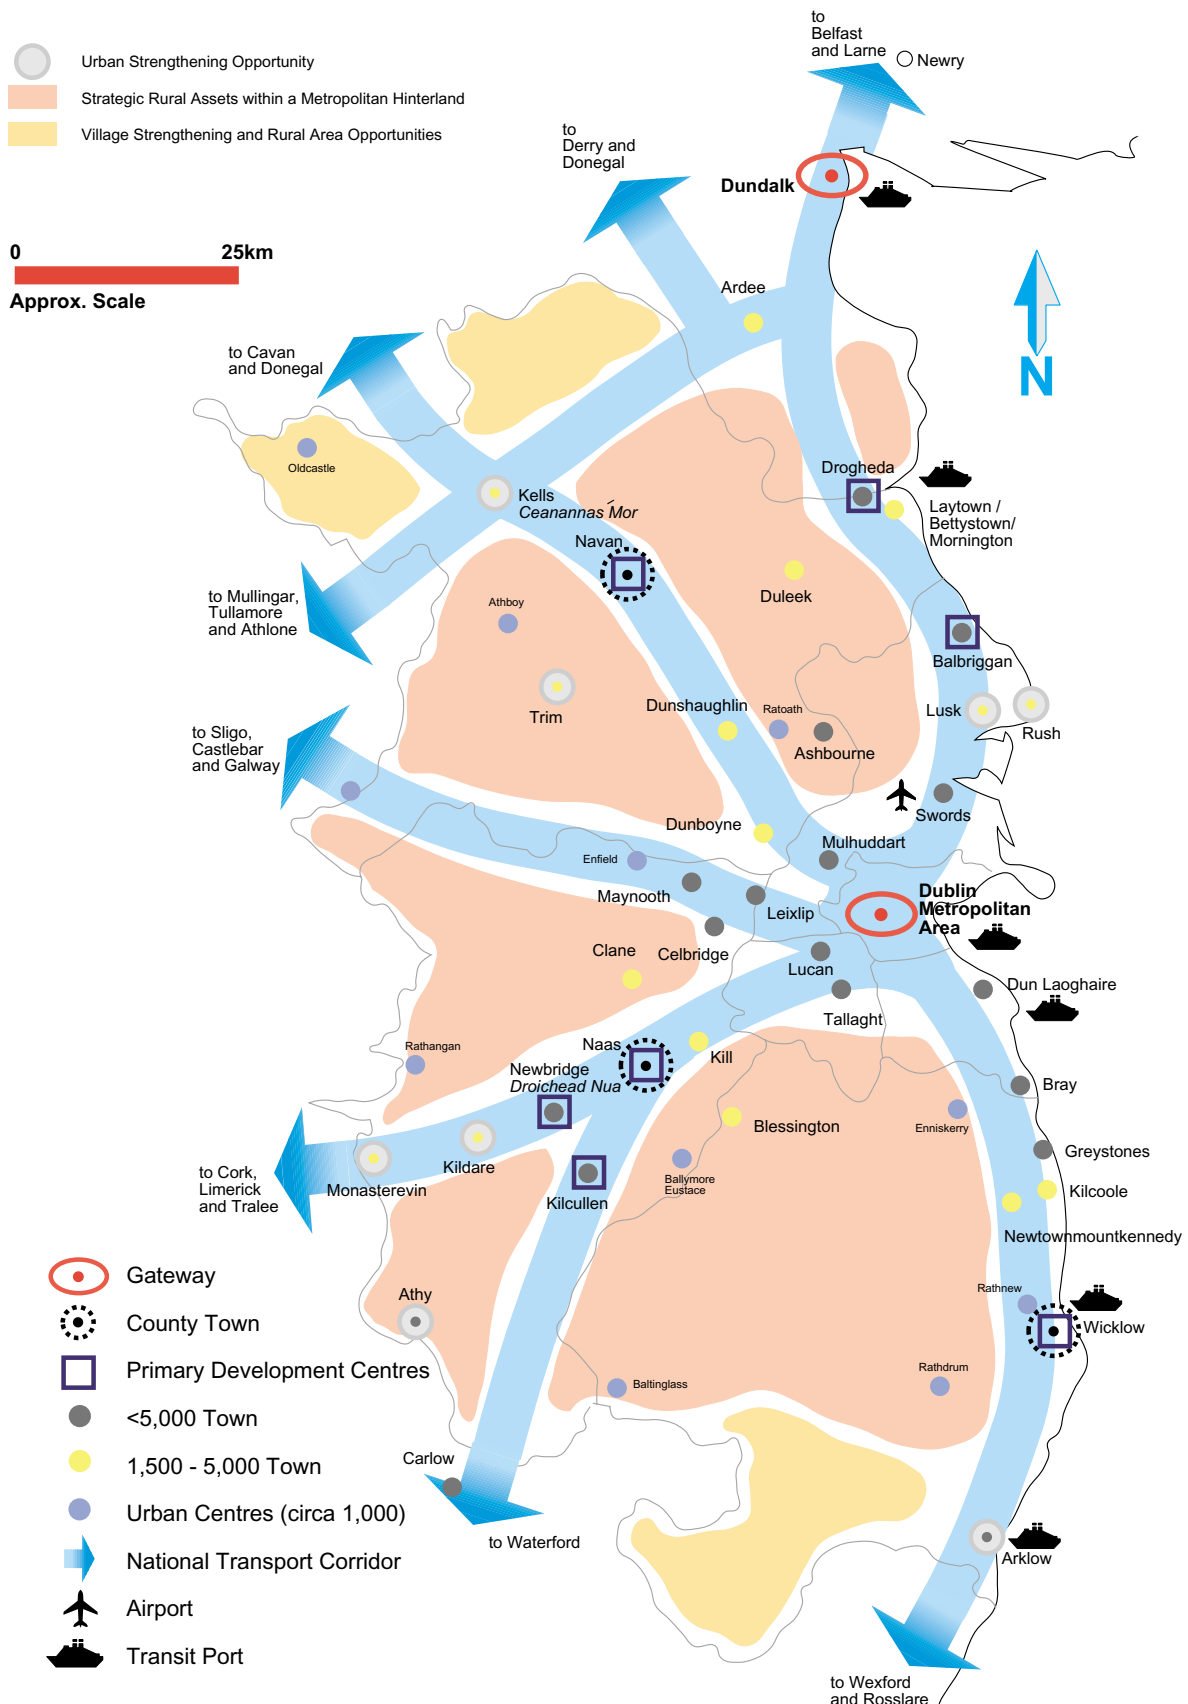 to
Belfast
and Larne
Newry
Urban Strengthening Opportunity
Strategic Rural Assets within a Metropolitan Hinterland
Village Strengthening and Rural Area Opportunities
to
Derry and
Donegal
Dundalk
0 25km
Approx. Scale
Ardee
N
to Cavan
and Donegal
Oldcastle
Drogheda
Kells
Ceanannas Mór
Laytown /
Bettystown/
Mornington
Navan
Duleek
to Mullingar,
Tullamore
and Athlone
Athboy
Balbriggan
Trim
Dunshaughlin
Ratoath
Ashbourne
Lusk
Rush
to Sligo,
Castlebar
and Galway
Swords
Dunboyne
Mulhuddart
Enfield
Maynooth
Leixlip
Dublin
Metropolitan
Area
Clane
Celbridge
Lucan
Dun Laoghaire
Tallaght
Rathangan
Naas
Kill
Newbridge
Droichead Nua
Bray
Blessington
Enniskerry
Greystones
to Cork,
Limerick
and Tralee
Monasterevin
Kildare
Kilcullen
Ballymore
Eustace
Kilcoole
Newtownmountkennedy
Gateway
Athy
Rathnew
County Town
Wicklow
Primary Development Centres
Baltinglass
Rathdrum
<5,000 Town
Carlow
1,500 - 5,000 Town
Urban Centres (circa 1,000)
to Waterford
National Transport Corridor
Arklow
Airport
Transit Port
to Wexford
and Rosslare